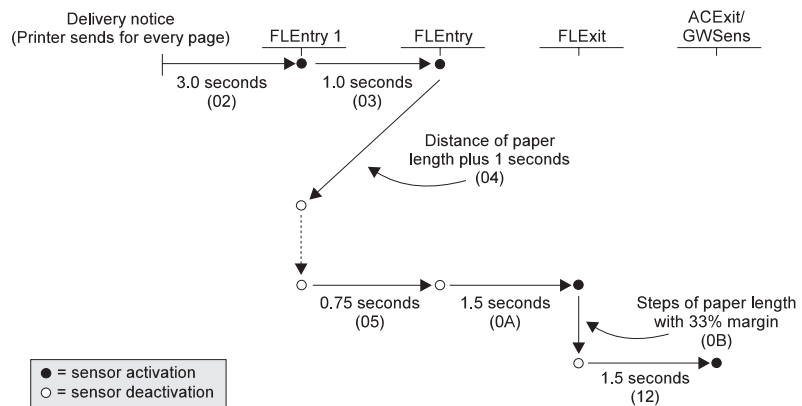 Delivery notice
(Printer sends for every page)
FLEntry 1
FLEntry
FLExit
ACExit/
GWSens
3.0 seconds
(02)
1.0 seconds
(03)
Distance of paper
length plus 1 seconds
(04)
0.75 seconds
(05)
1.5 seconds
(0A)
Steps of paper length
with 33% margin
(0B)
1.5 seconds
(12)
● = sensor activation
○ = sensor deactivation